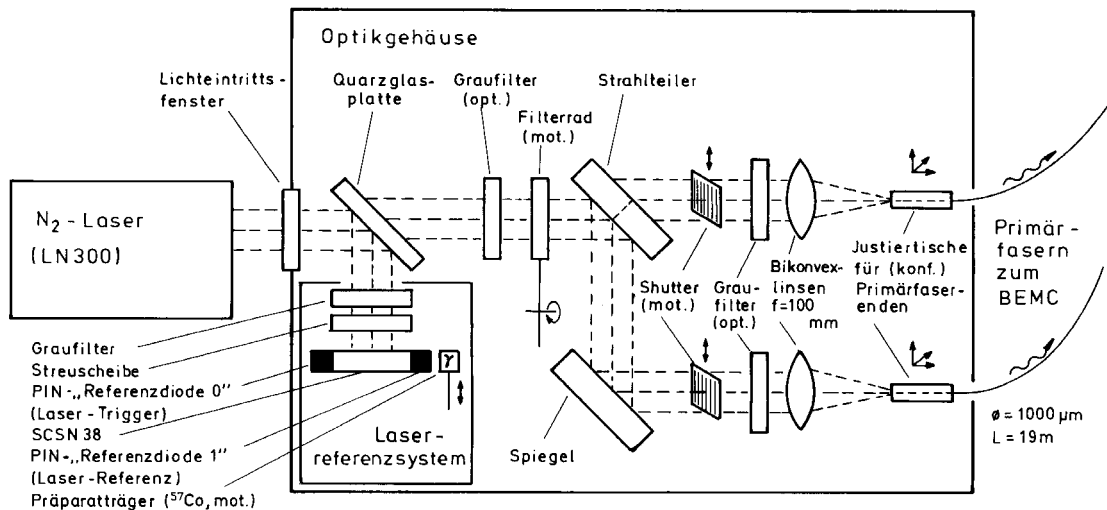 Optikgehäuse
Lichteintritts-
fenster
Quarzglas-
platte
Graufilter
(opt.)
Filterrad
(mot.)
Strahlteiler
N₂-Laser
(LN300)
Shutter
(mot.)
Grau-
filter
(opt.)
Bikonvex-
linsen
f=100
mm
Justiertische
für (konf.)
Primärfaser-
enden
Primär-
fasern
zum
BEMC
Graufilter
Streuscheibe
PIN-„Referenzdiode 0"
(Laser-Trigger)
SCSN 38
PIN-„Referenzdiode 1"
(Laser-Referenz)
Präparatträger (⁵⁷Co, mot.)
γ
Laser-
referenzsystem
Spiegel
ø = 1000 µm
L = 19m